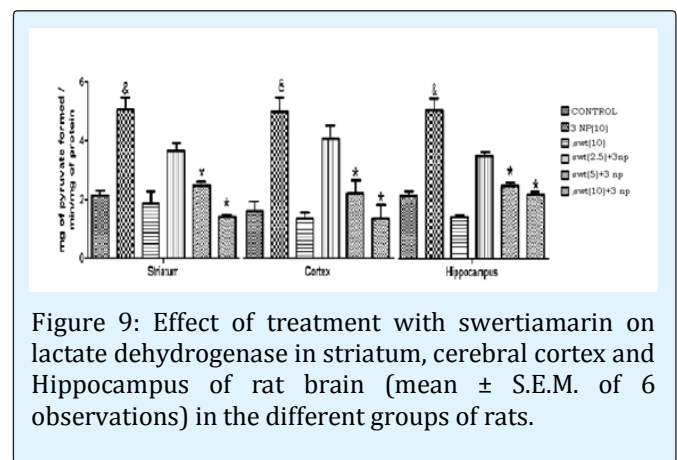 6
4
2
0
mg of pyruvate formed /
min/mg of protein
&
*
*
&
*
*
&
*
*
Striatum
Cortex
Hippocampus
CONTROL
3 NP(10)
swt(10)
swt(2.5)+3np
swt(5)+3 np
swt(10)+3 np
Figure 9: Effect of treatment with swertiamarin on
lactate dehydrogenase in striatum, cerebral cortex and
Hippocampus of rat brain (mean ± S.E.M. of 6
observations) in the different groups of rats.